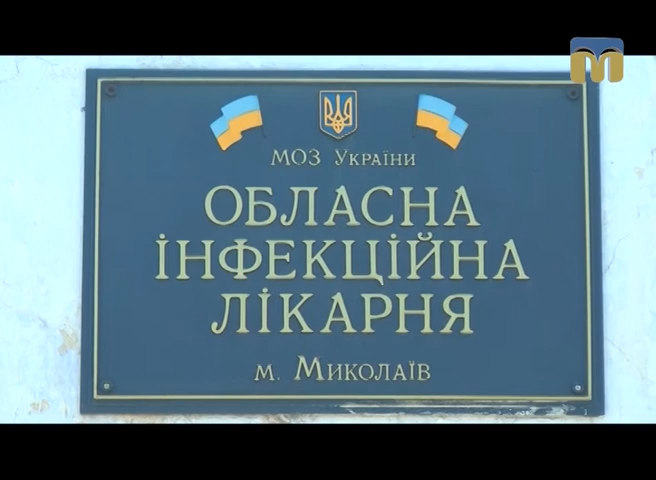 М
МОЗ України
ОБЛАСНА
ІНФЕКЦІЙНА
ЛІКАРНЯ
м. Миколаїв